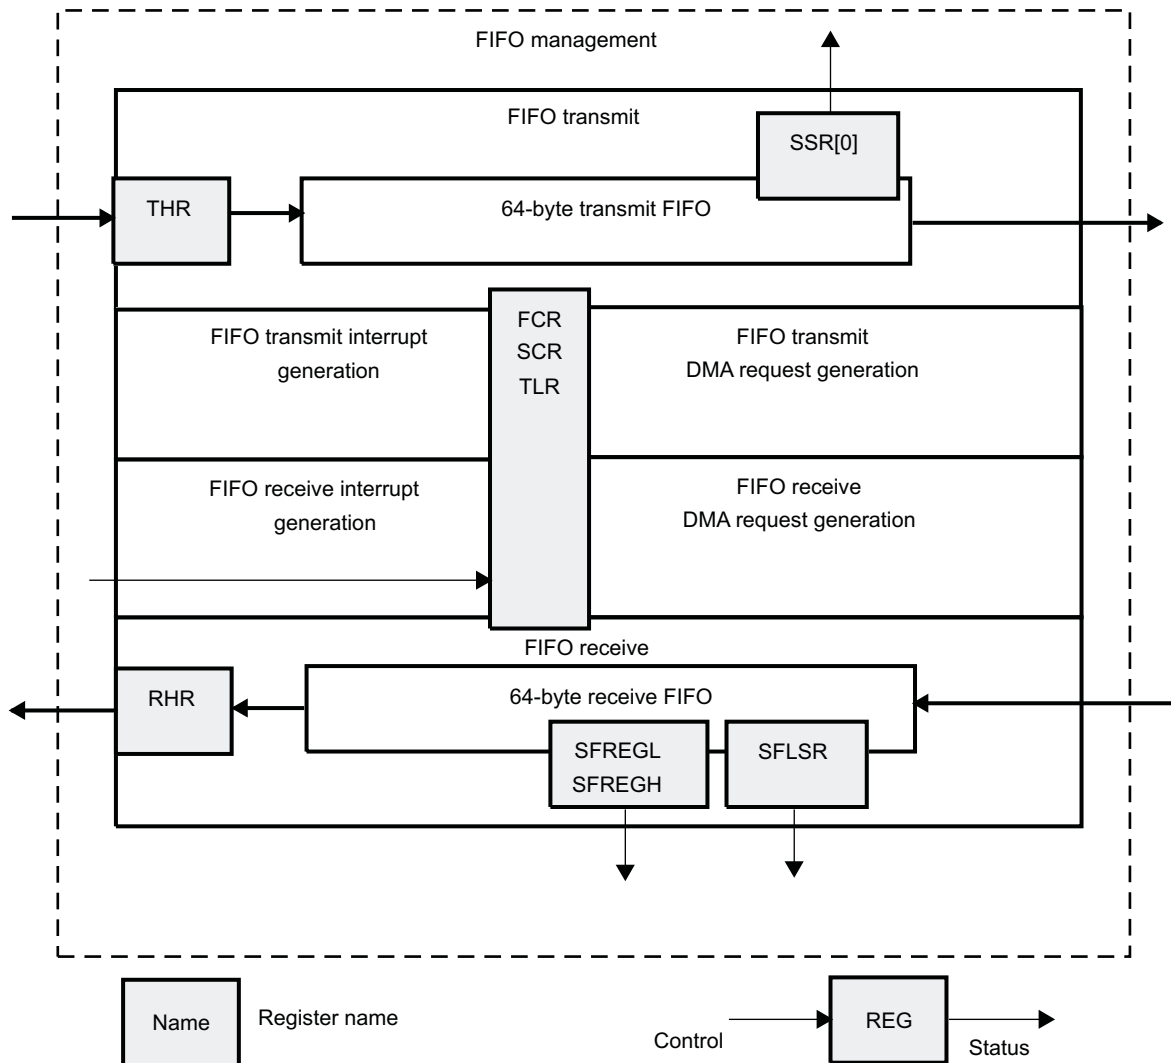 FIFO management
FIFO transmit
SSR[0]
THR
64-byte transmit FIFO
FIFO transmit interrupt
generation
FCR
SCR
TLR
FIFO transmit
DMA request generation
FIFO receive interrupt
generation
FIFO receive
DMA request generation
FIFO receive
RHR
64-byte receive FIFO
SFREGL
SFREGH
SFLSR
Name
Register name
Control
REG
Status